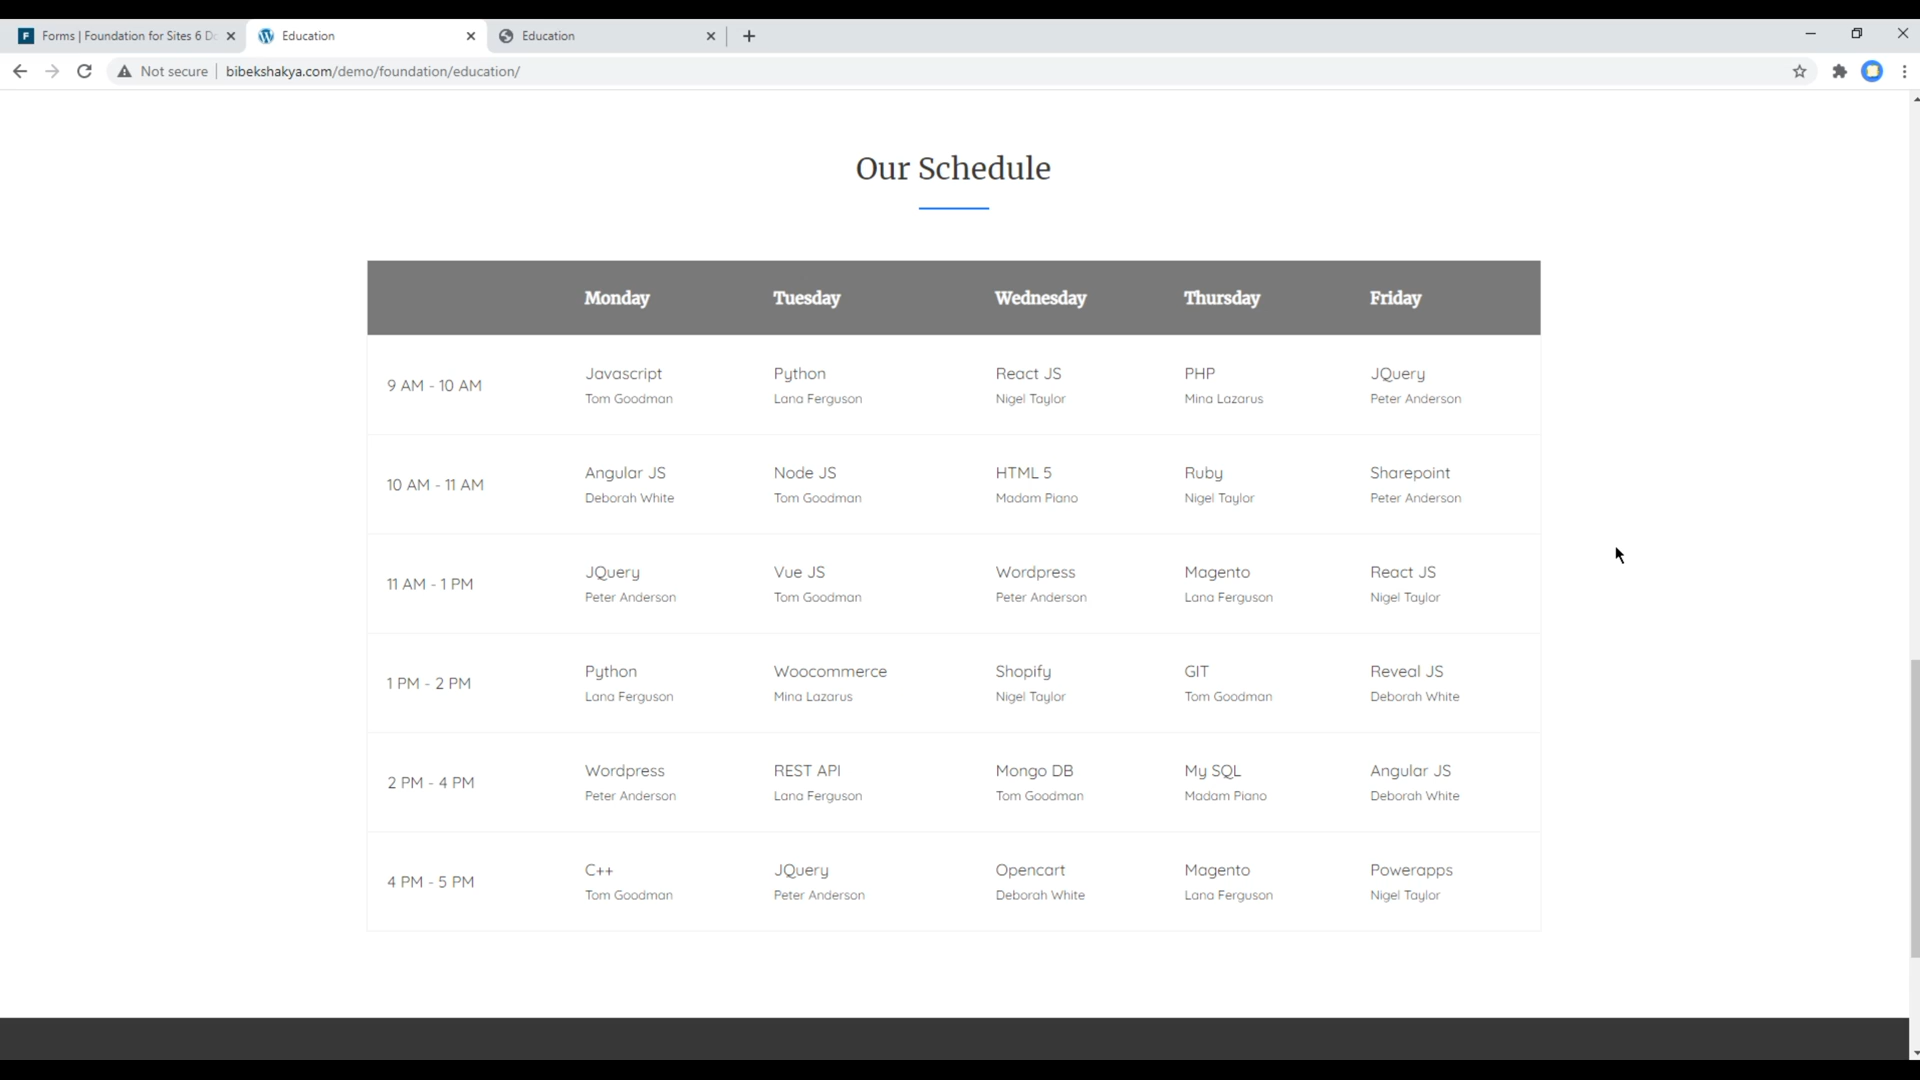 Forms | Foundation for Sites 6 Do
Education
Education
Not secure
bibekshakya.com/demo/foundation/education/
Our Schedule
Monday Tuesday Wednesday Thursday Friday
9 AM - 10 AM
Javascript Python React JS PHP JQuery
Tom Goodman Lana Ferguson Nigel Taylor Mina Lazarus Peter Anderson
10 AM - 11 AM
Angular JS Node JS HTML 5 Ruby Sharepoint
Deborah White Tom Goodman Madam Piano Nigel Taylor Peter Anderson
11 AM - 1 PM
JQuery Vue JS Wordpress Magento React JS
Peter Anderson Tom Goodman Peter Anderson Lana Ferguson Nigel Taylor
1 PM - 2 PM
Python Woocommerce Shopify GIT Reveal JS
Lana Ferguson Mina Lazarus Nigel Taylor Tom Goodman Deborah White
2 PM - 4 PM
Wordpress REST API Mongo DB My SQL Angular JS
Peter Anderson Lana Ferguson Tom Goodman Madam Piano Deborah White
4 PM - 5 PM
C++ JQuery Opencart Magento Powerapps
Tom Goodman Peter Anderson Deborah White Lana Ferguson Nigel Taylor